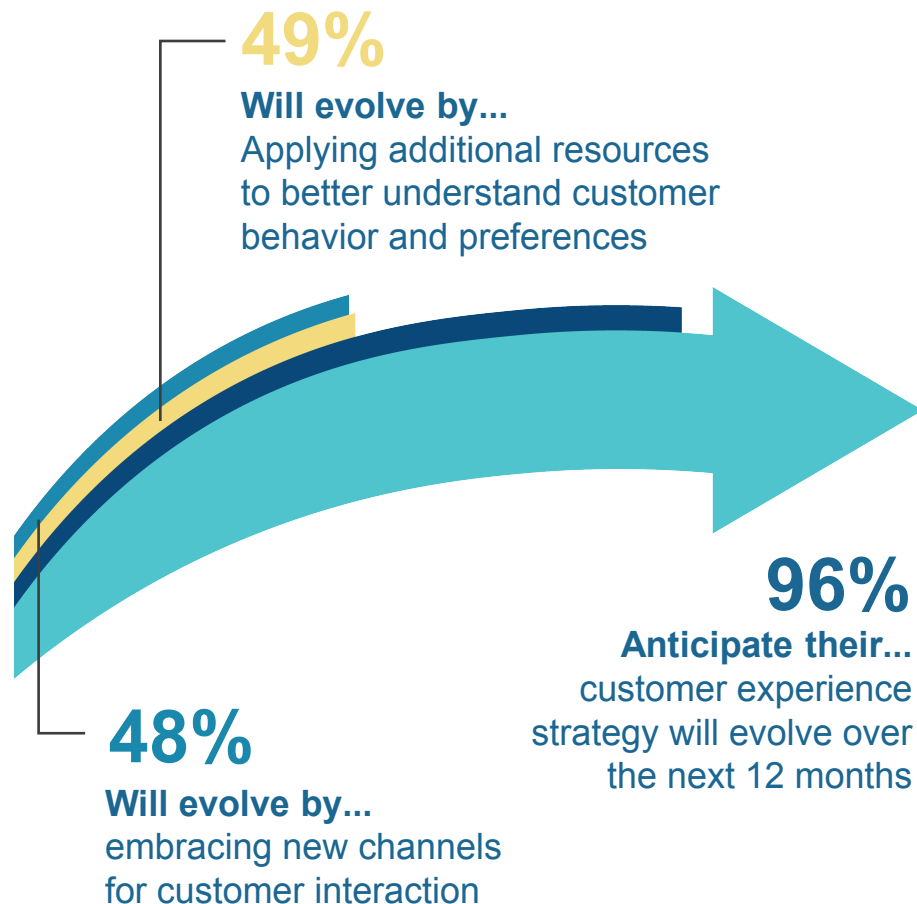 49%
Will evolve by...
Applying additional resources
to better understand customer
behavior and preferences
96%
Anticipate their...
customer experience
strategy will evolve over
the next 12 months
48%
Will evolve by...
embracing new channels
for customer interaction